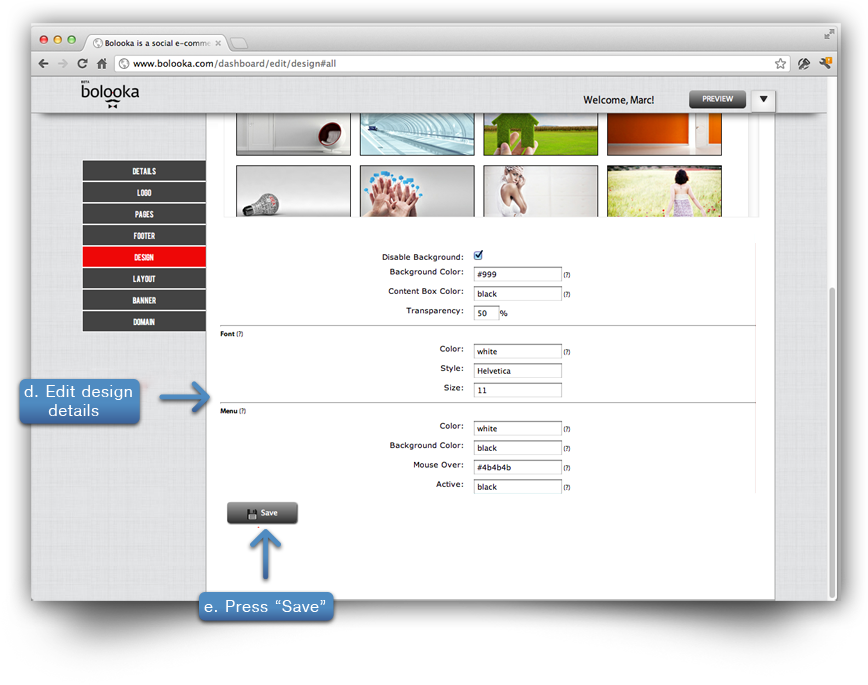 Bolooka is a social e-comme
www.bolooka.com/dashboard/edit/design#all
BETA
bolooka
Welcome, Marc!
PREVIEW
DETAILS
LOGO
PAGES
FOOTER
DESIGN
LAYOUT
BANNER
DOMAIN
Disable Background:
Background Color: #999 (?)
Content Box Color: black (?)
Transparency: 50 %
Font (?)
Color: white (?)
Style: Helvetica
Size: 11
d. Edit design
details
Menu (?)
Color: white (?)
Background Color: black (?)
Mouse Over: #4b4b4b (?)
Active: black (?)
Save
e. Press “Save”